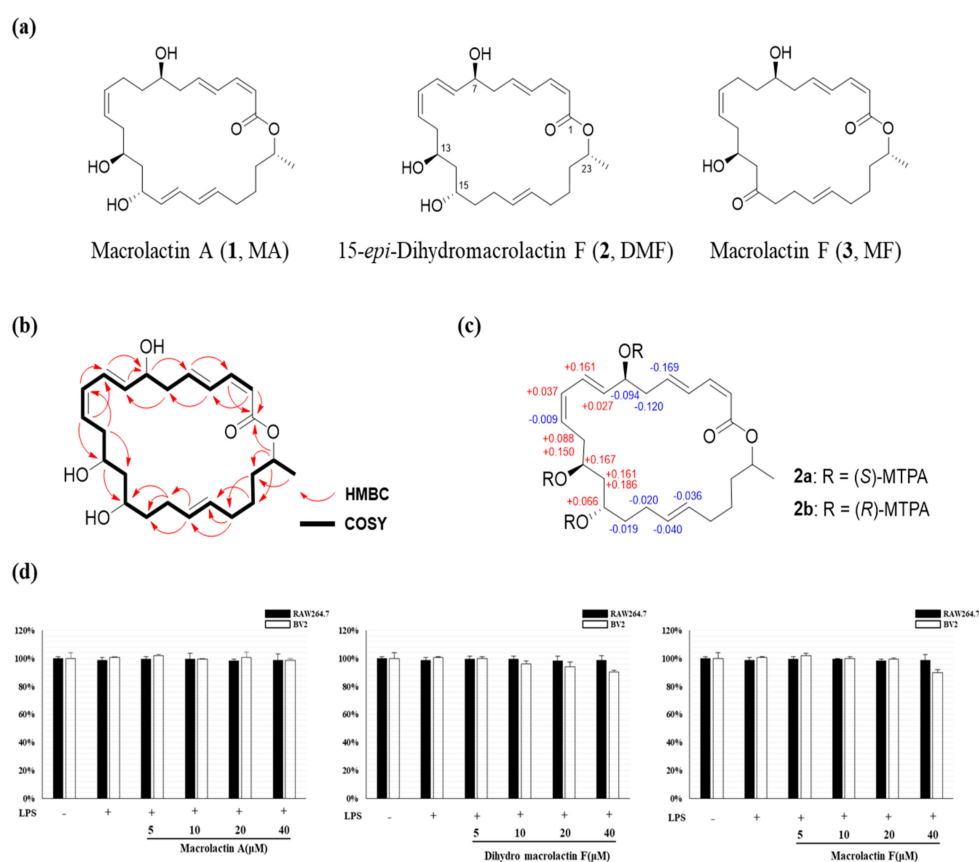 (a)
OH
O
O
HO
HO
Macrolactin A (1, MA)
OH
7
O
1
O
23
HO
13
HO
15
15-epi-Dihydromacrolactin F (2, DMF)
OH
O
O
HO
O
Macrolactin F (3, MF)
(b)
OH
O
O
HO
HO
HMBC
COSY
(c)
OR
+0.161
-0.169
+0.037
-0.094
+0.027
-0.120
-0.009
O
O
+0.088
+0.150
+0.167
RO
+0.161
+0.186
+0.066
-0.020
-0.036
RO
-0.019
-0.040
2a: R = (S)-MTPA
2b: R = (R)-MTPA
(d)
RAW264.7
BV2
120%
100%
80%
60%
40%
20%
0%
LPS - + + + + +
5 10 20 40
Macrolactin A(μM)
RAW264.7
BV2
120%
100%
80%
60%
40%
20%
0%
LPS - + + + + +
5 10 20 40
Dihydro macrolactin F(μM)
RAW264.7
BV2
120%
100%
80%
60%
40%
20%
0%
LPS - + + + + +
5 10 20 40
Macrolactin F(μM)